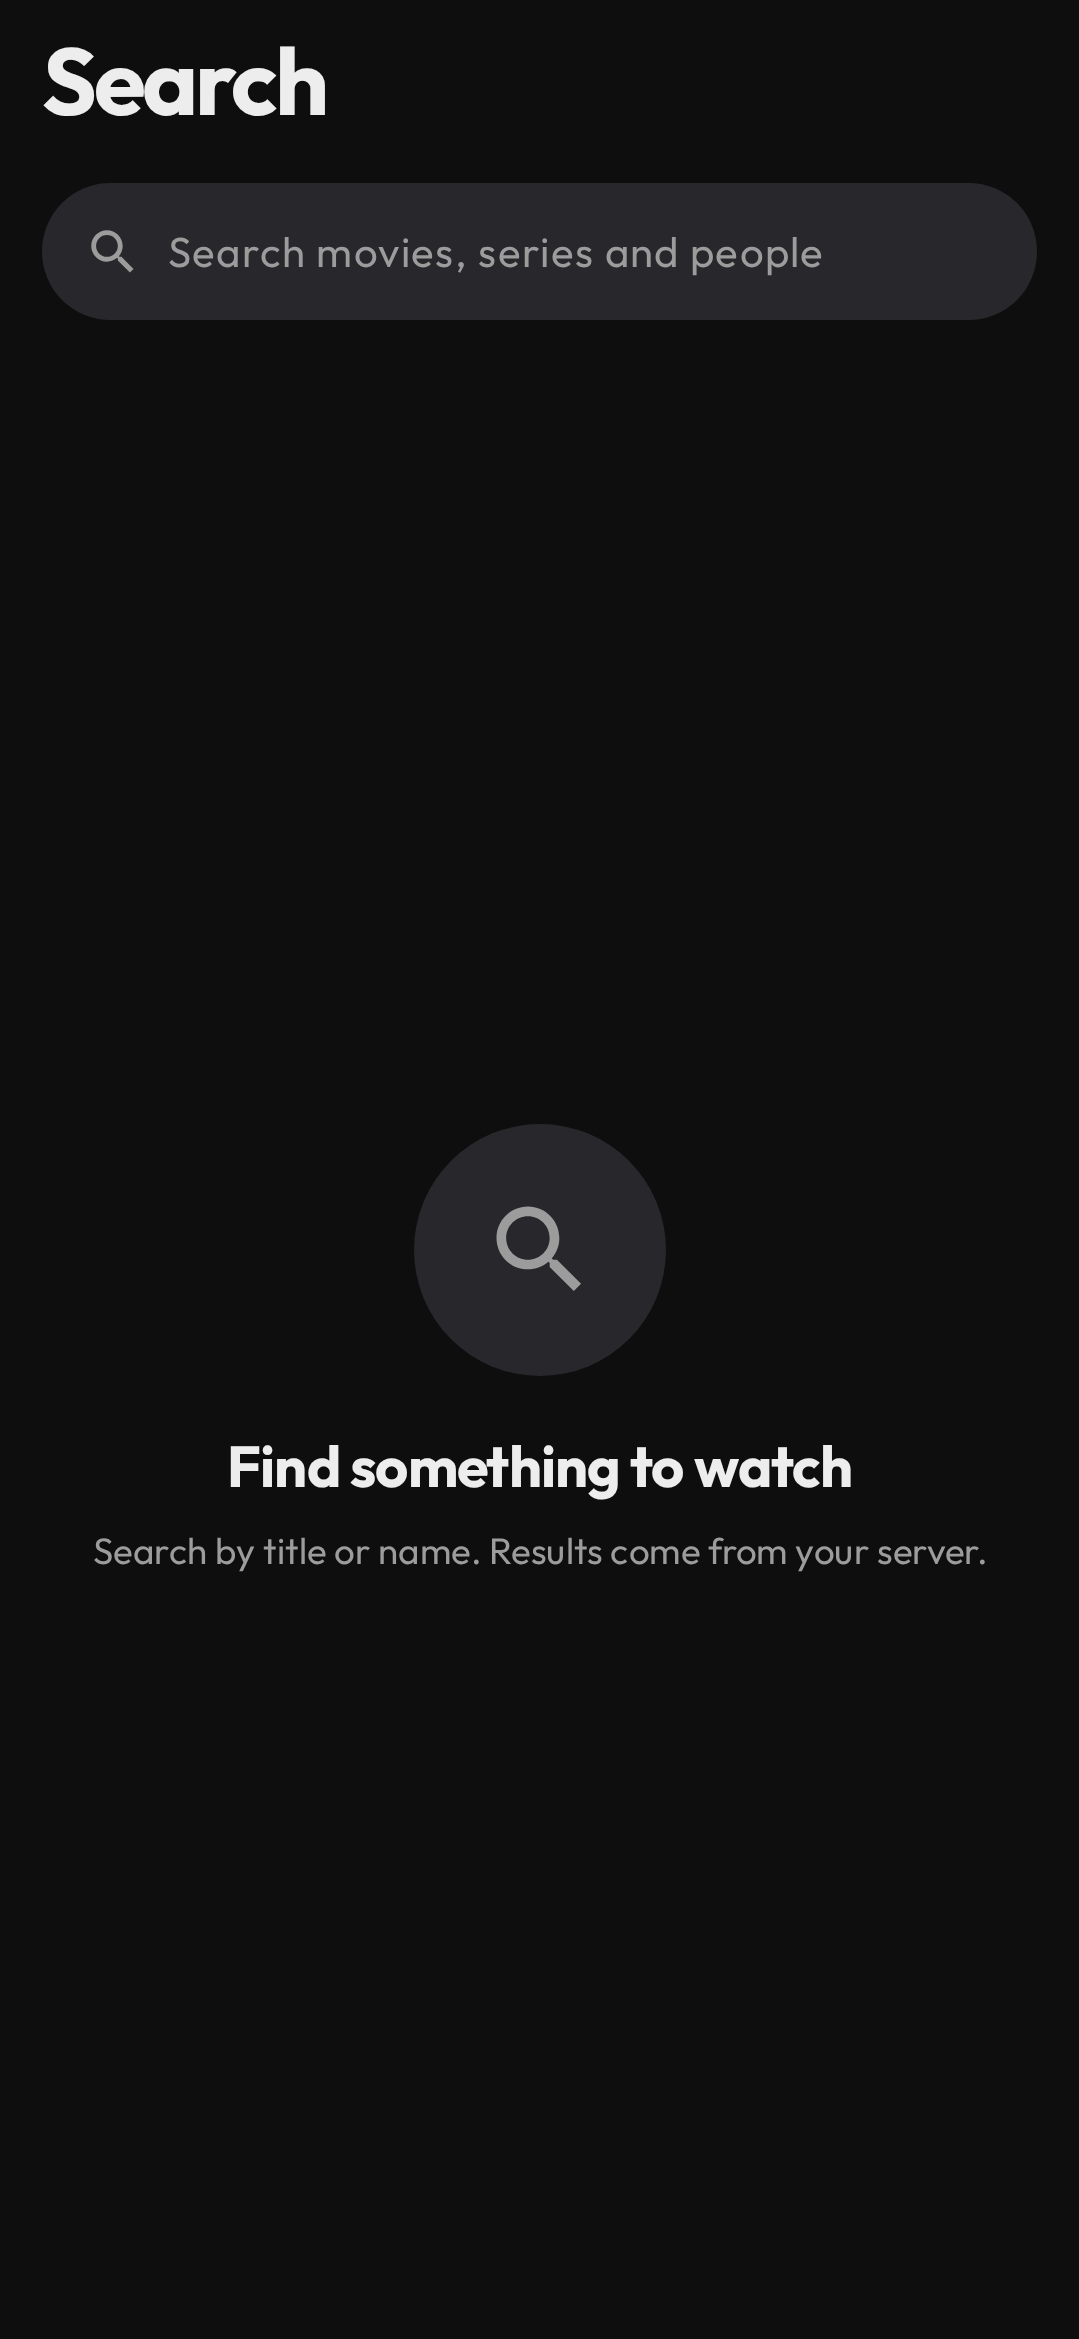 Search
Search movies, series and people
Find something to watch
Search by title or name. Results come from your server.